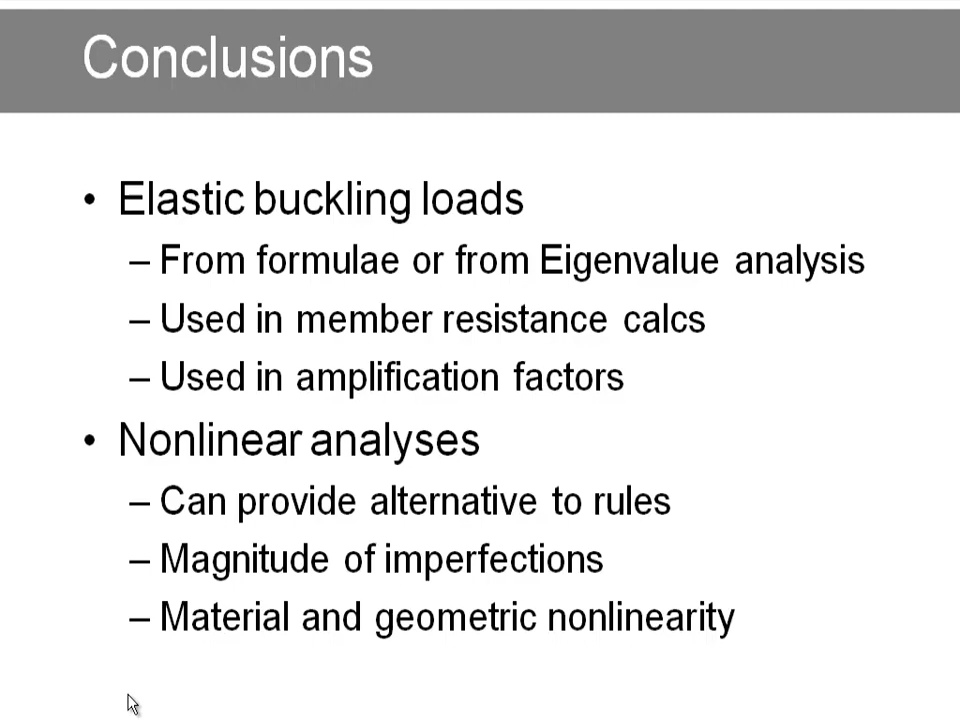 Conclusions
• Elastic buckling loads
– From formulae or from Eigenvalue analysis
– Used in member resistance calcs
– Used in amplification factors
• Nonlinear analyses
– Can provide alternative to rules
– Magnitude of imperfections
– Material and geometric nonlinearity